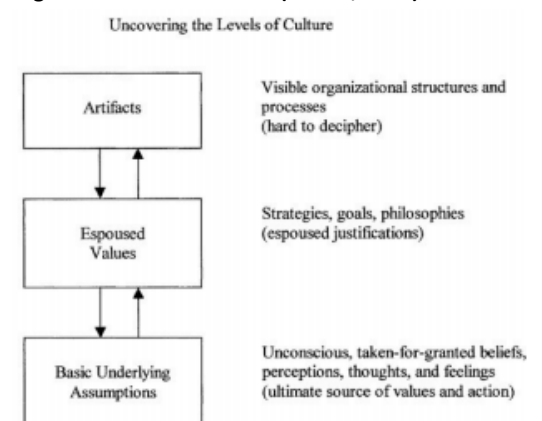 Uncovering the Levels of Culture
Artifacts
Visible organizational structures and
processes
(hard to decipher)
Espoused
Values
Strategies, goals, philosophies
(espoused justifications)
Basic Underlying
Assumptions
Unconscious, taken-for-granted beliefs,
perceptions, thoughts, and feelings
(ultimate source of values and action)